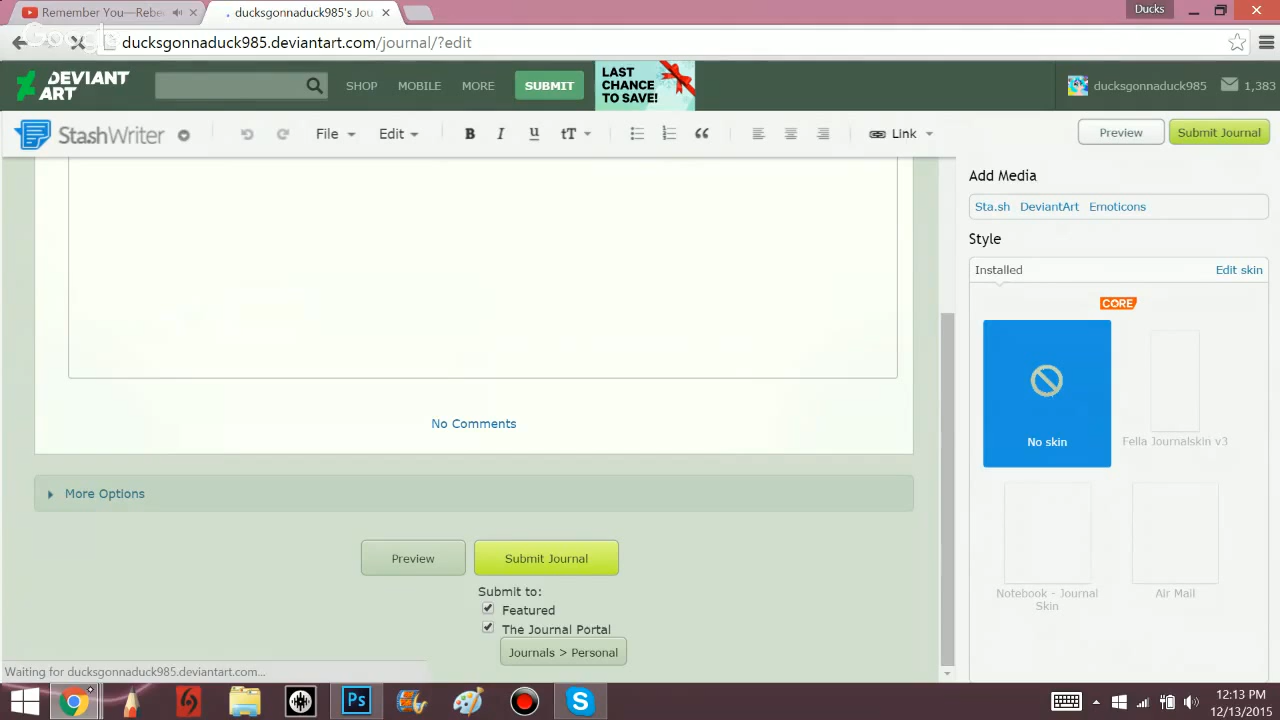 Remember You—Rebe
ducksgonnaduck985's Jou
Ducks
Google
ducksgonnaduck985.deviantart.com/journal/?edit
DEVIANT
ART
SHOP
MOBILE
MORE
SUBMIT
LAST
CHANCE
TO SAVE!
ducksgonnaduck985
1,383
StashWriter
File
Edit
B
I
U
tT
Link
Preview
Submit Journal
Add Media
Sta.sh
DeviantArt
Emoticons
Style
Installed
Edit skin
CORE
No skin
Fella Journalskin v3
Notebook - Journal
Skin
Air Mail
No Comments
More Options
Preview
Submit Journal
Submit to:
Featured
The Journal Portal
Journals > Personal
Waiting for ducksgonnaduck985.deviantart.com...
Ps
12:13 PM
12/13/2015